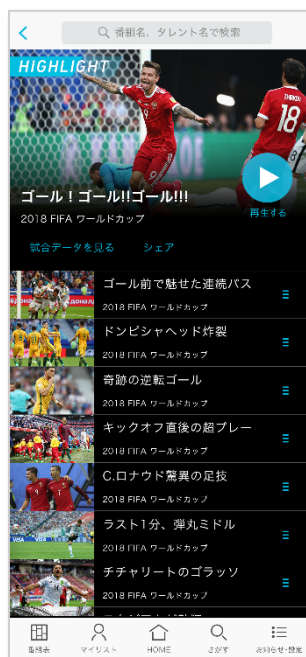 番組名、タレント名で検索
HIGHLIGHT
18
ゴール！ゴール!!ゴール!!!
2018 FIFA ワールドカップ
再生する
試合データを見る シェア
ゴール前で魅せた連続パス
2018 FIFA ワールドカップ
ドンピシャヘッド炸裂
2018 FIFA ワールドカップ
奇跡の逆転ゴール
2018 FIFA ワールドカップ
キックオフ直後の超プレー
2018 FIFA ワールドカップ
C.ロナウド驚異の足技
2018 FIFA ワールドカップ
ラスト1分、弾丸ミドル
2018 FIFA ワールドカップ
VISA
チチャリートのゴラッソ
2018 FIFA ワールドカップ
番組表 マイリスト HOME さがす お知らせ・設定